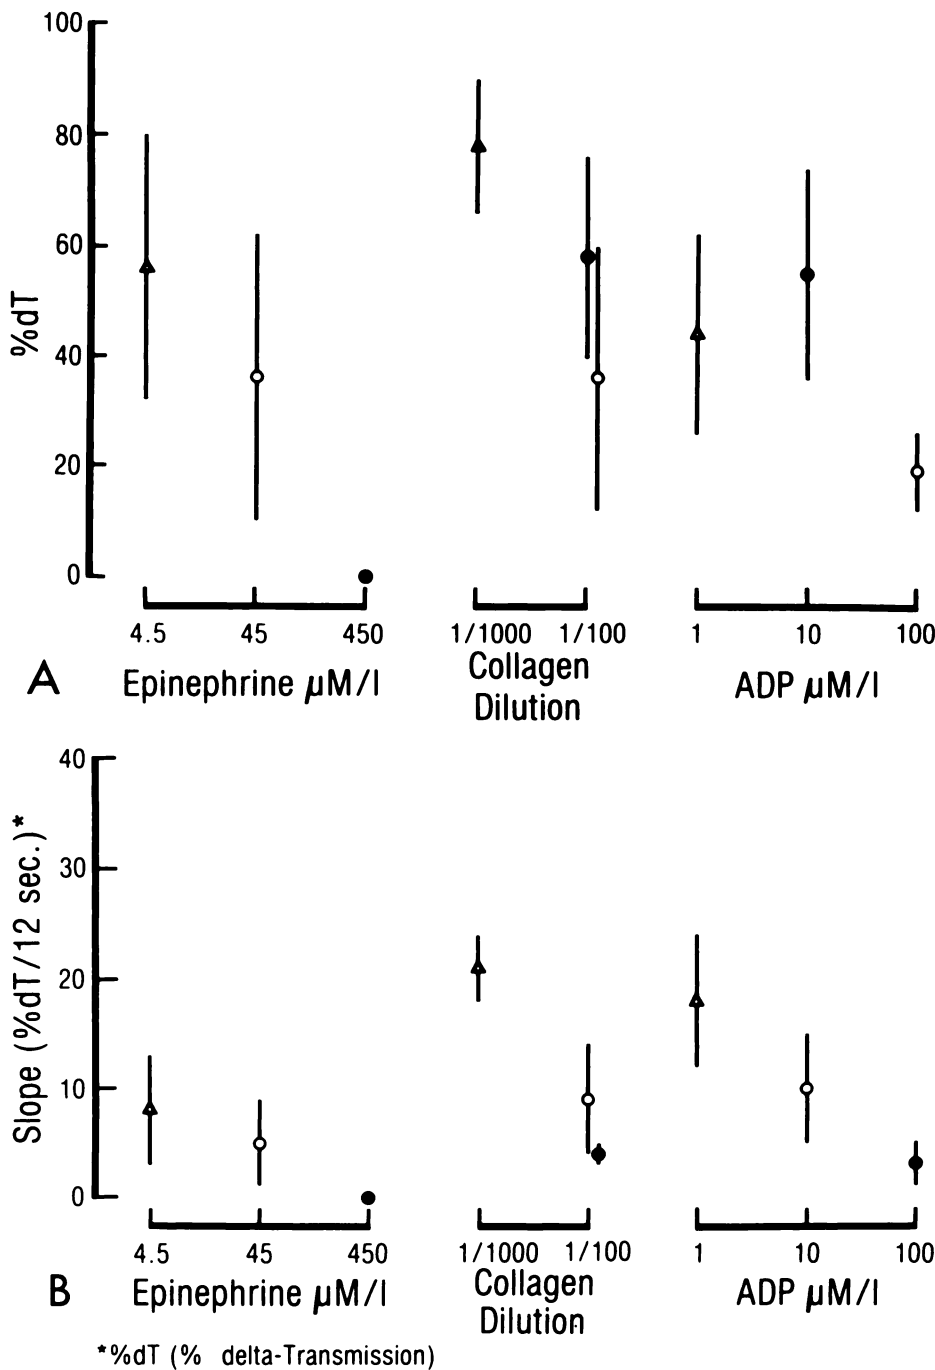 100
80
60
40
20
0
%dT
4.5 45 450 1/1000 1/100 1 10 100
A Epinephrine µM/l Collagen Dilution ADP µM/l
40
30
20
10
0
Slope (%dT/12 sec.)*
4.5 45 450 1/1000 1/100 1 10 100
B Epinephrine µM/l Collagen Dilution ADP µM/l
*%dT (% delta-Transmission)